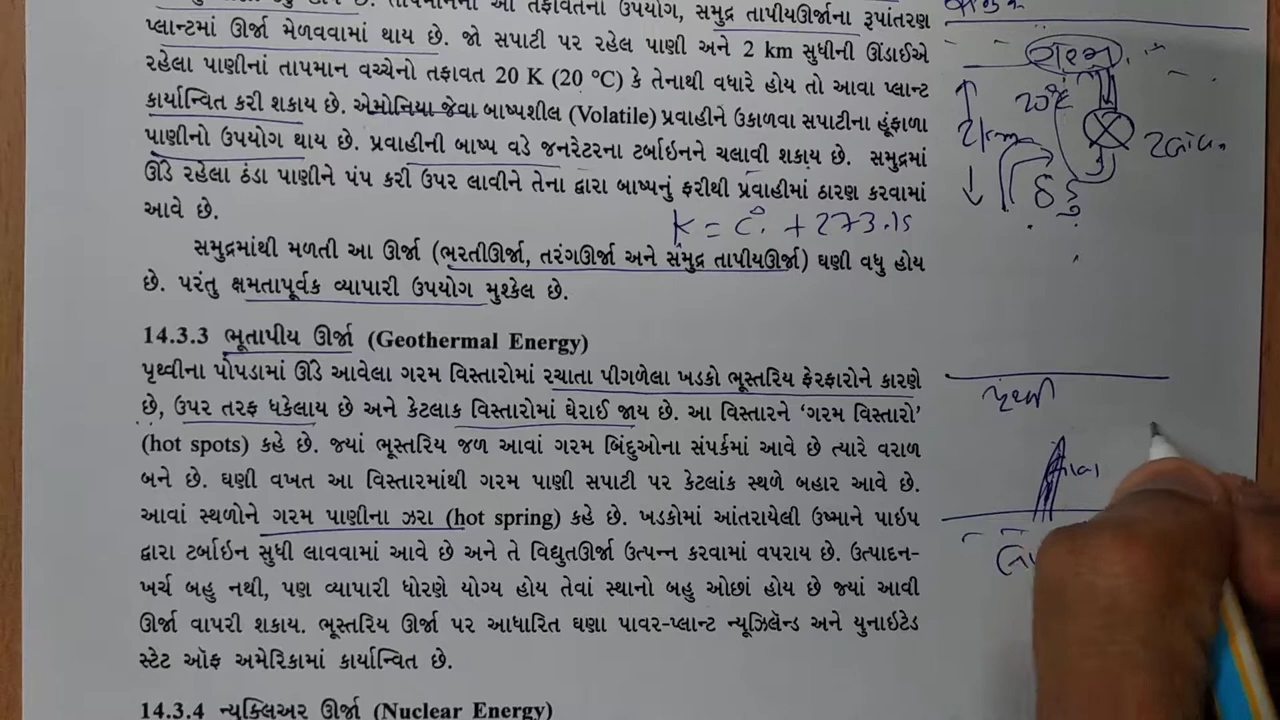 પ્લાન્ટમાં ઊર્જા મેળવવામાં થાય છે. જો સપાટી પર રહેલ પાણી અને 2 km સુધીની ઊંડાઈએ
રહેલા પાણીનાં તાપમાન વચ્ચેનો તફાવત 20 K (20 °C) કે તેનાથી વધારે હોય તો આવા પ્લાન્ટ
કાર્યાન્વિત કરી શકાય છે. એમોનિયા જેવા બાષ્પશીલ (Volatile) પ્રવાહીને ઉકાળવા સપાટીના હૂંફાળા
પાણીનો ઉપયોગ થાય છે. પ્રવાહીની બાષ્પ વડે જનરેટરના ટર્બાઇનને ચલાવી શકાય છે. સમુદ્રમાં
ઊંડે રહેલા ઠંડા પાણીને પંપ કરી ઉપર લાવીને તેના દ્વારા બાષ્પનું ફરીથી પ્રવાહીમાં ઠારણ કરવામાં
આવે છે.
K = C° + 273.15
સમુદ્રમાંથી મળતી આ ઊર્જા (ભરતીઊર્જા, તરંગઊર્જા અને સમુદ્ર તાપીયઊર્જા) ઘણી વધુ હોય
છે. પરંતુ ક્ષમતાપૂર્વક વ્યાપારી ઉપયોગ મુશ્કેલ છે.
14.3.3 ભૂતાપીય ઊર્જા (Geothermal Energy)
પૃથ્વીના પોપડામાં ઊંડે આવેલા ગરમ વિસ્તારોમાં રચાતા પીગળેલા ખડકો ભૂસ્તરિય ફેરફારોને કારણે
છે, ઉપર તરફ ધકેલાય છે અને કેટલાક વિસ્તારોમાં ઘેરાઈ જાય છે. આ વિસ્તારને ‘ગરમ વિસ્તારો’
(hot spots) કહે છે. જ્યાં ભૂસ્તરિય જળ આવાં ગરમ બિંદુઓના સંપર્કમાં આવે છે ત્યારે વરાળ
બને છે. ઘણી વખત આ વિસ્તારમાંથી ગરમ પાણી સપાટી પર કેટલાંક સ્થળે બહાર આવે છે.
આવાં સ્થળોને ગરમ પાણીના ઝરા (hot spring) કહે છે. ખડકોમાં આંતરાયેલી ઉષ્માને પાઇપ
દ્વારા ટર્બાઇન સુધી લાવવામાં આવે છે અને તે વિદ્યુતઊર્જા ઉત્પન્ન કરવામાં વપરાય છે. ઉત્પાદન-
ખર્ચ બહુ નથી, પણ વ્યાપારી ધોરણે યોગ્ય હોય તેવાં સ્થાનો બહુ ઓછાં હોય છે જ્યાં આવી
ઊર્જા વાપરી શકાય. ભૂસ્તરિય ઊર્જા પર આધારિત ઘણા પાવર-પ્લાન્ટ ન્યૂઝિલૅન્ડ અને યુનાઇટેડ
સ્ટેટ ઑફ અમેરિકામાં કાર્યાન્વિત છે.
14.3.4 ન્યૂક્લિઅર ઊર્જા (Nuclear Energy)
ગરમ
20°C
2 km
ઠંડુ
પૃથ્વી